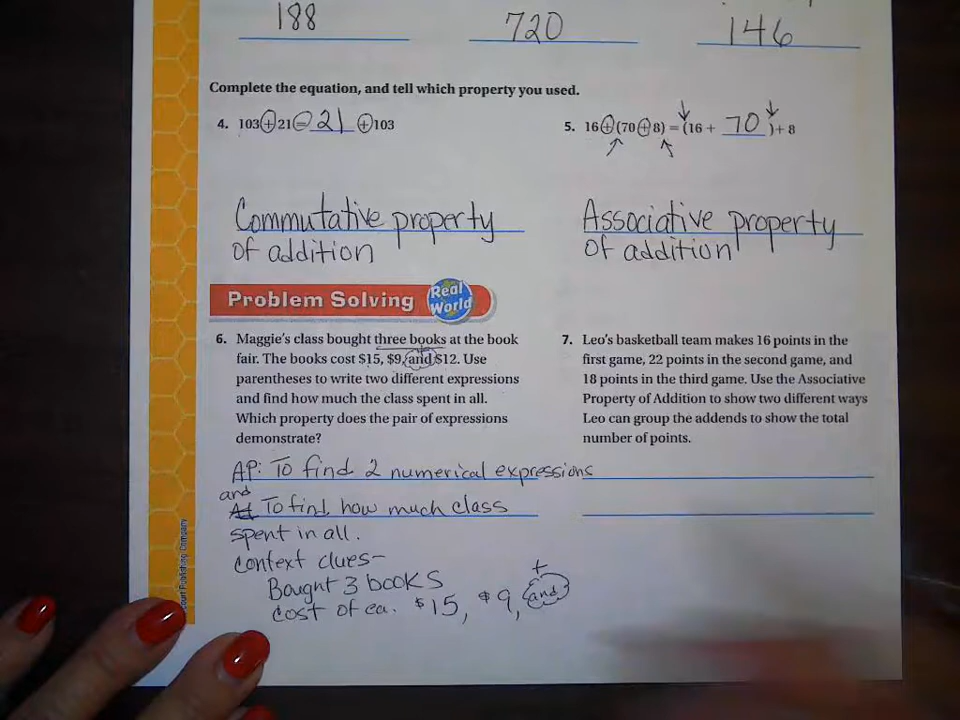 188 720 146
Complete the equation, and tell which property you used.
4. 103 + 21 = 21 + 103
5. 16 + (70 + 8) = (16 + 70) + 8
Commutative property
of addition
Associative property
of addition
Problem Solving Real World
6. Maggie's class bought three books at the book
fair. The books cost $15, $9, and $12. Use
parentheses to write two different expressions
and find how much the class spent in all.
Which property does the pair of expressions
demonstrate?
AP: To find 2 numerical expressions
and
To find how much class
spent in all.
Context clues-
Bought 3 books
cost of ea. $15, $9, and
+
7. Leo's basketball team makes 16 points in the
first game, 22 points in the second game, and
18 points in the third game. Use the Associative
Property of Addition to show two different ways
Leo can group the addends to show the total
number of points.
court Publishing Company